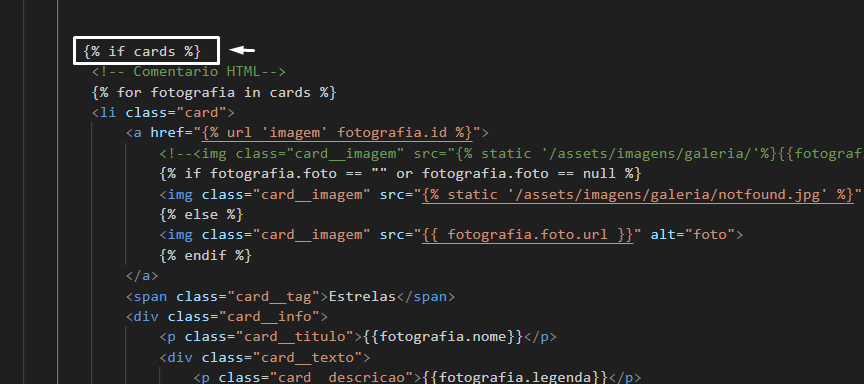 {% if cards %}
<!-- Comentario HTML-->
{% for fotografia in cards %}
<li class="card">
<a href="{% url 'imagem' fotografia.id %}">
<!--<img class="card__imagem" src="{% static '/assets/imagens/galeria/'%}{{fotografi
{% if fotografia.foto == "" or fotografia.foto == null %}
<img class="card__imagem" src="{% static '/assets/imagens/galeria/notfound.jpg' %}"
{% else %}
<img class="card__imagem" src="{{ fotografia.foto.url }}" alt="foto">
{% endif %}
</a>
<span class="card__tag">Estrelas</span>
<div class="card__info">
<p class="card__titulo">{{fotografia.nome}}</p>
<div class="card__texto">
<p class="card__descricao">{{fotografia.legenda}}</p>